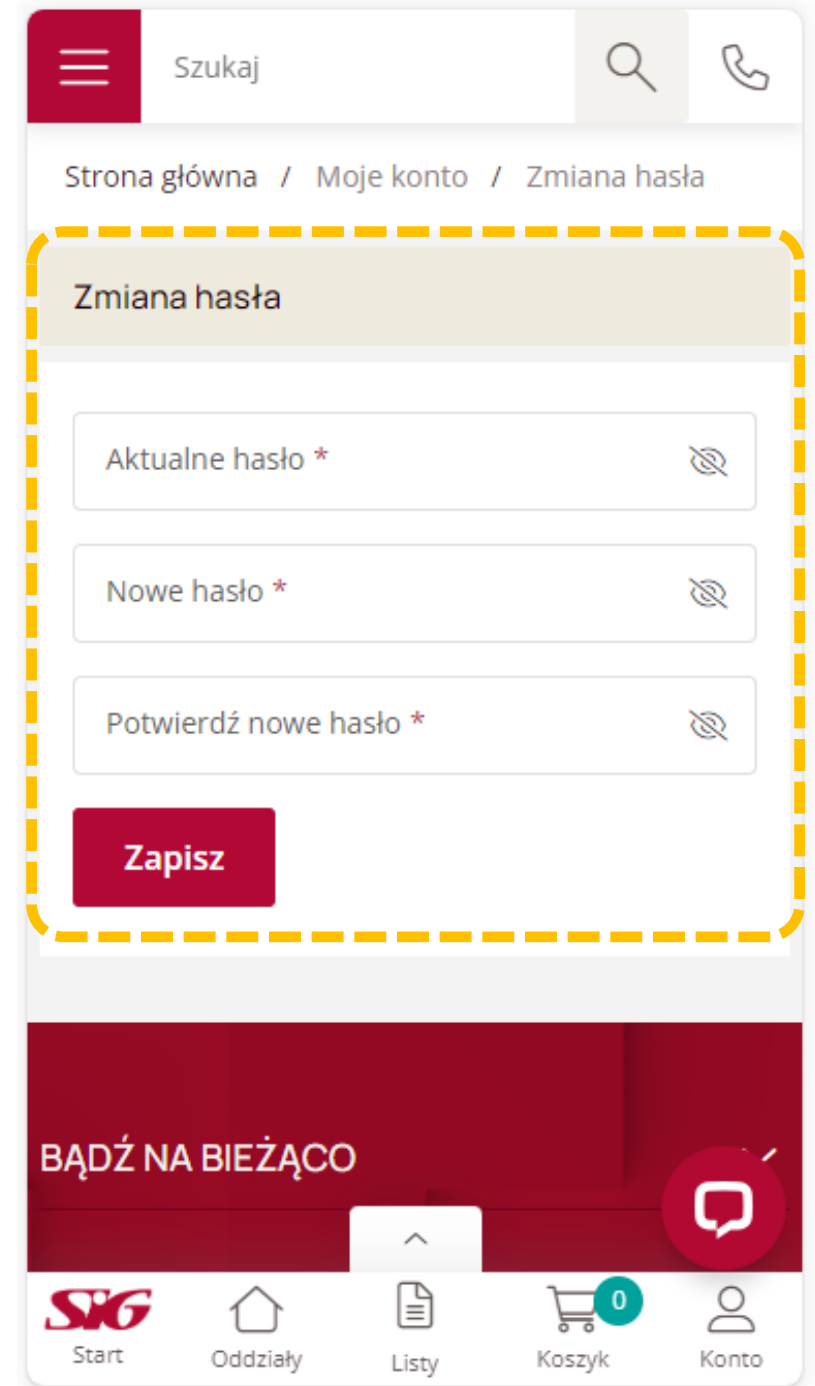 Szukaj
Strona główna / Moje konto / Zmiana hasła
Zmiana hasła
Aktualne hasło *
Nowe hasło *
Potwierdź nowe hasło *
Zapisz
BĄDŹ NA BIEŻĄCO
SIG
0
Start Oddziały Listy Koszyk Konto